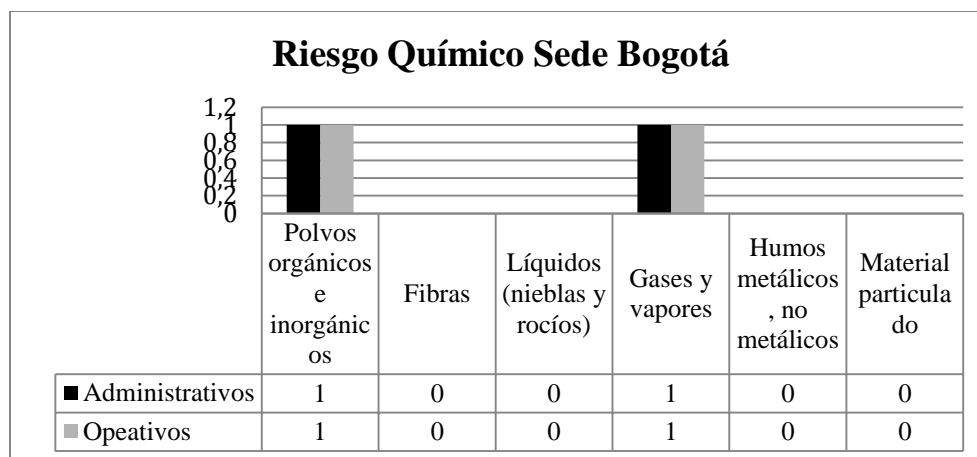 Riesgo Químico Sede Bogotá
1,2
1
0,8
0,6
0,4
0,2
0
Polvos
orgánicos
e
inorgánic
os
Fibras
Líquidos
(nieblas y
rocíos)
Gases y
vapores
Humos
metálicos
, no
metálicos
Material
particula
do
Administrativos 1 0 0 1 0 0
Opeativos 1 0 0 1 0 0